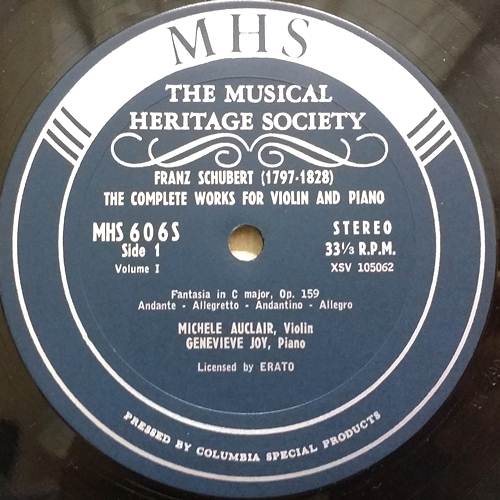 MHS
THE MUSICAL
HERITAGE SOCIETY
FRANZ SCHUBERT (1797-1828)
THE COMPLETE WORKS FOR VIOLIN AND PIANO
MHS 606S
Side 1
Volume I
STEREO
33⅓ R.P.M.
XSV 105062
Fantasia in C major, Op. 159
Andante - Allegretto - Andantino - Allegro
MICHELE AUCLAIR, Violin
GENEVIEVE JOY, Piano
Licensed by ERATO
PRESSED BY COLUMBIA SPECIAL PRODUCTS